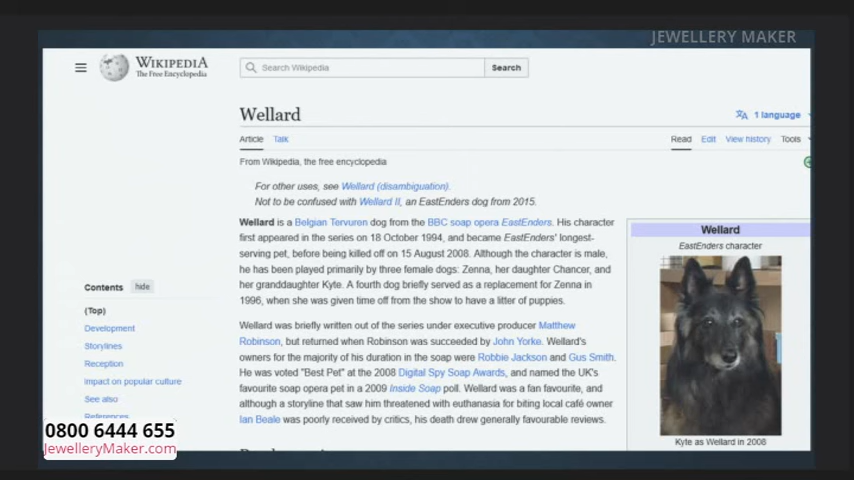 JEWELLERY MAKER
WIKIPEDIA
The Free Encyclopedia
Search Wikipedia
Search
Wellard
1 language
Article Talk
Read Edit View history Tools
From Wikipedia, the free encyclopedia
For other uses, see Wellard (disambiguation).
Not to be confused with Wellard II, an EastEnders dog from 2015.
Wellard is a Belgian Tervuren dog from the BBC soap opera EastEnders. His character
first appeared in the series on 18 October 1994, and became EastEnders' longest-
serving pet, before being killed off on 15 August 2008. Although the character is male,
he has been played primarily by three female dogs: Zenna, her daughter Chancer, and
her granddaughter Kyte. A fourth dog briefly served as a replacement for Zenna in
1996, when she was given time off from the show to have a litter of puppies.
Wellard was briefly written out of the series under executive producer Matthew
Robinson, but returned when Robinson was succeeded by John Yorke. Wellard's
owners for the majority of his duration in the soap were Robbie Jackson and Gus Smith.
He was voted "Best Pet" at the 2008 Digital Spy Soap Awards, and named the UK's
favourite soap opera pet in a 2009 Inside Soap poll. Wellard was a fan favourite, and
although a storyline that saw him threatened with euthanasia for biting local café owner
Ian Beale was poorly received by critics, his death drew generally favourable reviews.
Wellard
EastEnders character
Kyte as Wellard in 2008
Contents hide
(Top)
Development
Storylines
Reception
Impact on popular culture
See also
References
0800 6444 655
JewelleryMaker.com